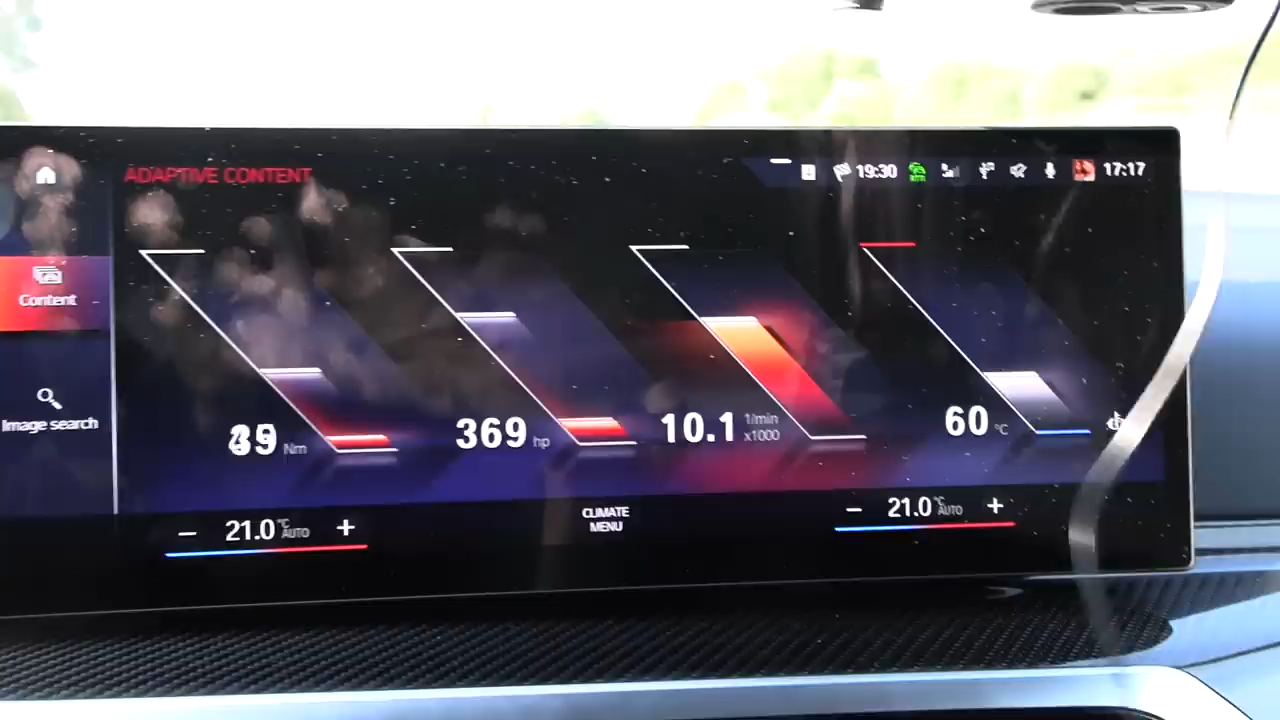 ADAPTIVE CONTENT
19:30
17:17
Content
Image search
Nm
369 hp
10.1 1/min x1000
60 °C
21.0 °C AUTO
CLIMATE MENU
21.0 °C AUTO